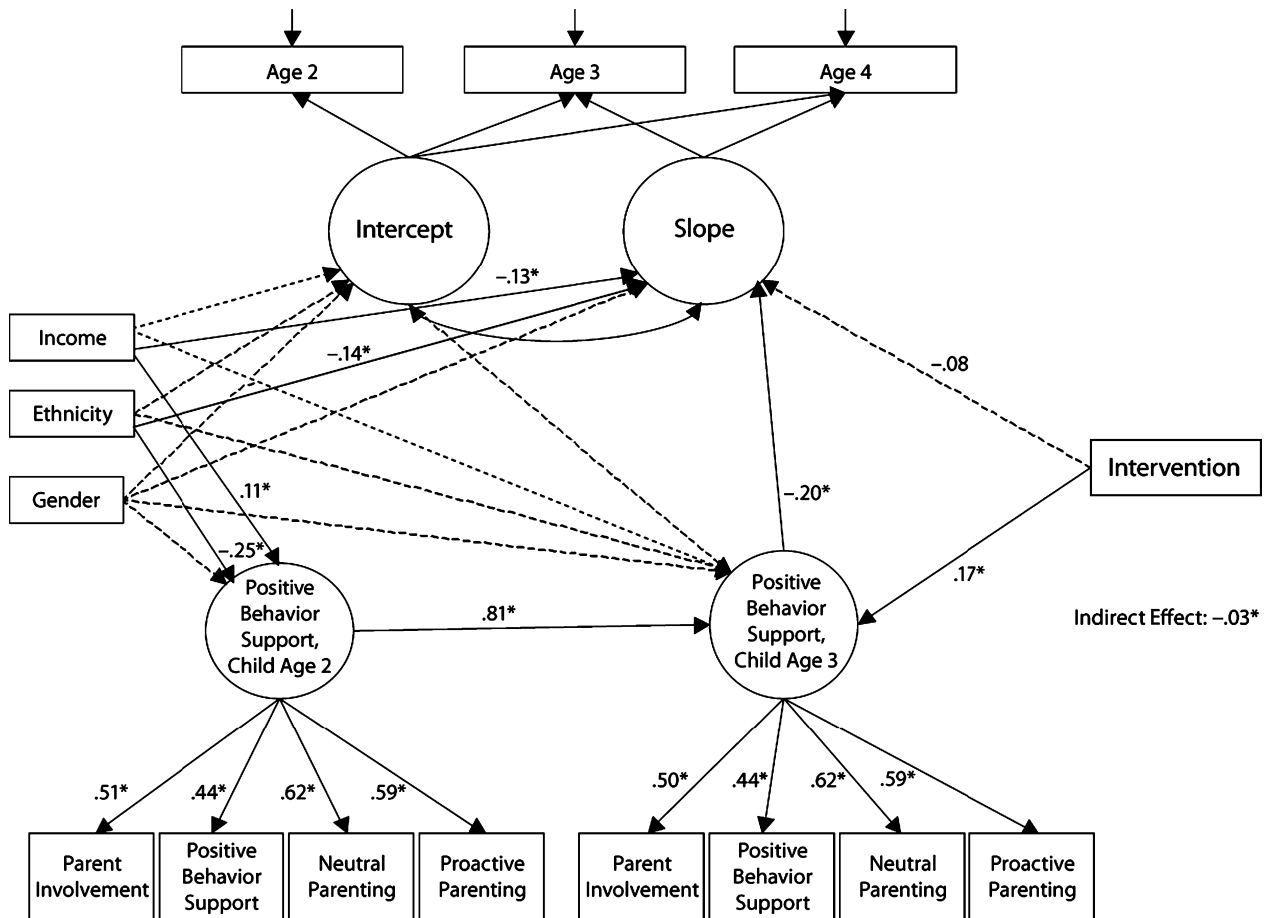 Age 2
Age 3
Age 4
Intercept
Slope
–.13*
Income
–.14*
–.08
Ethnicity
Intervention
Gender
.11*
–.20*
–.25*
.17*
Positive
Behavior
Support,
Child Age 2
.81*
Positive
Behavior
Support,
Child Age 3
Indirect Effect: –.03*
.51*
.44*
.62*
.59*
.50*
.44*
.62*
.59*
Parent
Involvement
Positive
Behavior
Support
Neutral
Parenting
Proactive
Parenting
Parent
Involvement
Positive
Behavior
Support
Neutral
Parenting
Proactive
Parenting